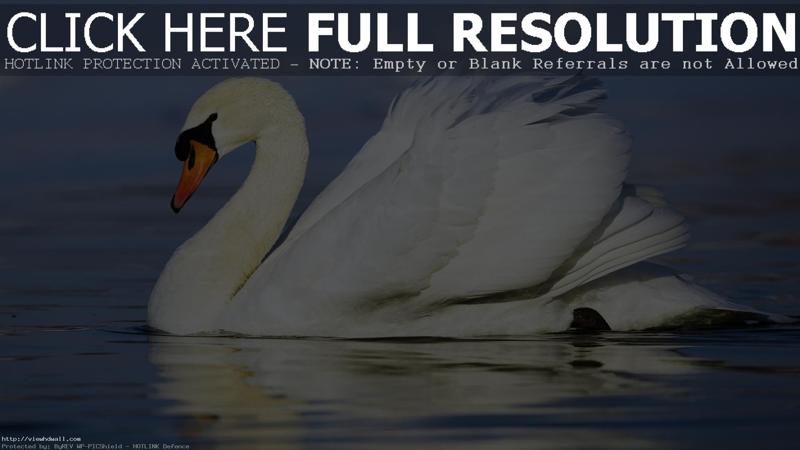 CLICK HERE FULL RESOLUTION
HOTLINK PROTECTION ACTIVATED - NOTE: Empty or Blank Referrals are not Allowed
http://viewhdwall.com
Protected by: ByREV WP-PICShield - HOTLINK Defence